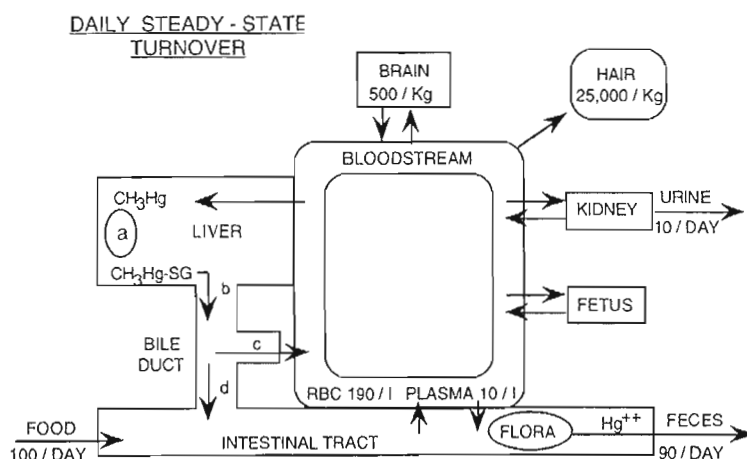 DAILY STEADY - STATE
TURNOVER
BRAIN
500 / Kg
HAIR
25,000 / Kg
BLOODSTREAM
CH3Hg
a
LIVER
CH3Hg-SG
b
KIDNEY
URINE
10 / DAY
FETUS
BILE
DUCT
c
d
RBC 190 / l PLASMA 10 / l
FOOD
100 / DAY
INTESTINAL TRACT
FLORA
Hg++
FECES
90 / DAY